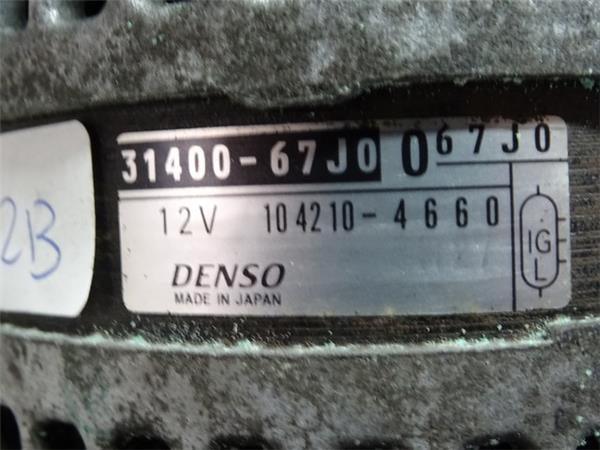 31400-67J0 0 67J0
12V 104210-4660
DENSO
MADE IN JAPAN
IG
L
2B